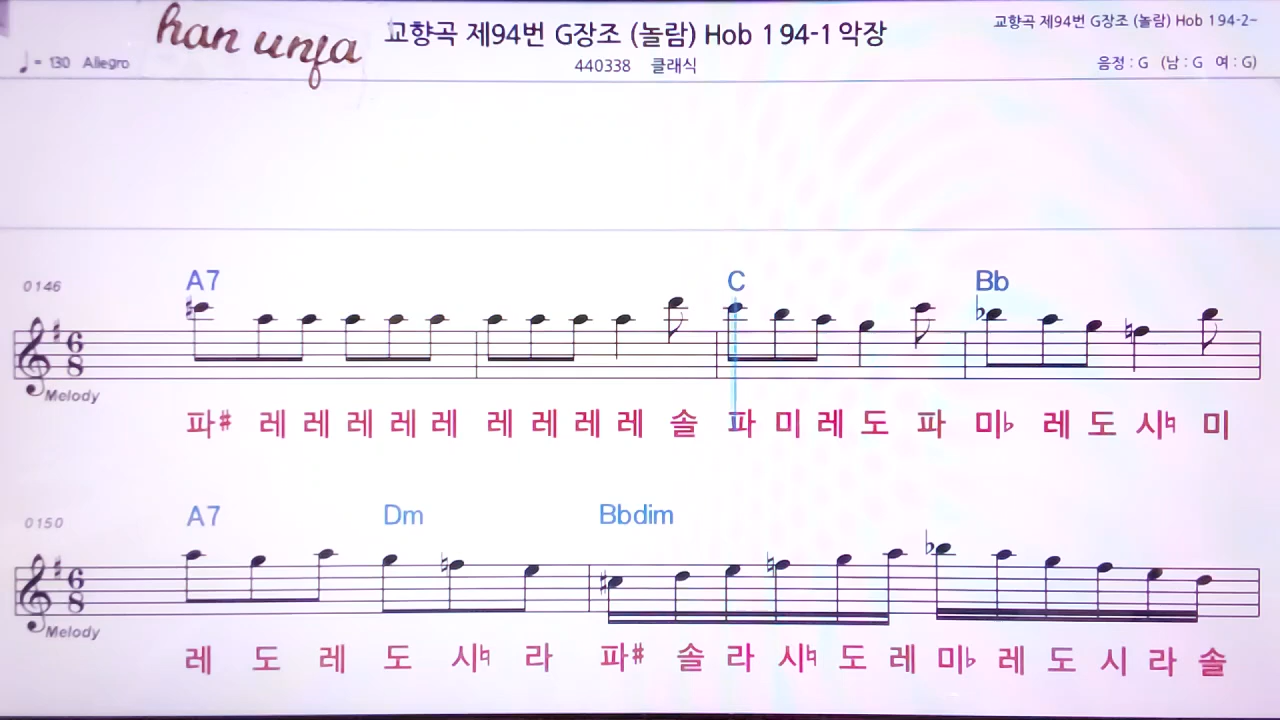 han unja
교향곡 제94번 G장조 (놀람) Hob 1 94-1 악장
교향곡 제94번 G장조 (놀람) Hob 1 94-2-
♩= 130 Allegro
440338 클래식
음정 : G (남 : G 여 : G)
0146
A7 C Bb
6
8
Melody
파# 레 레 레 레 레 레 레 레 레 솔 파 미 레 도 파 미♭ 레 도 시♮ 미
0150
A7 Dm Bbdim
6
8
Melody
레 도 레 도 시♮ 라 파# 솔 라 시♮ 도 레 미♭ 레 도 시 라 솔